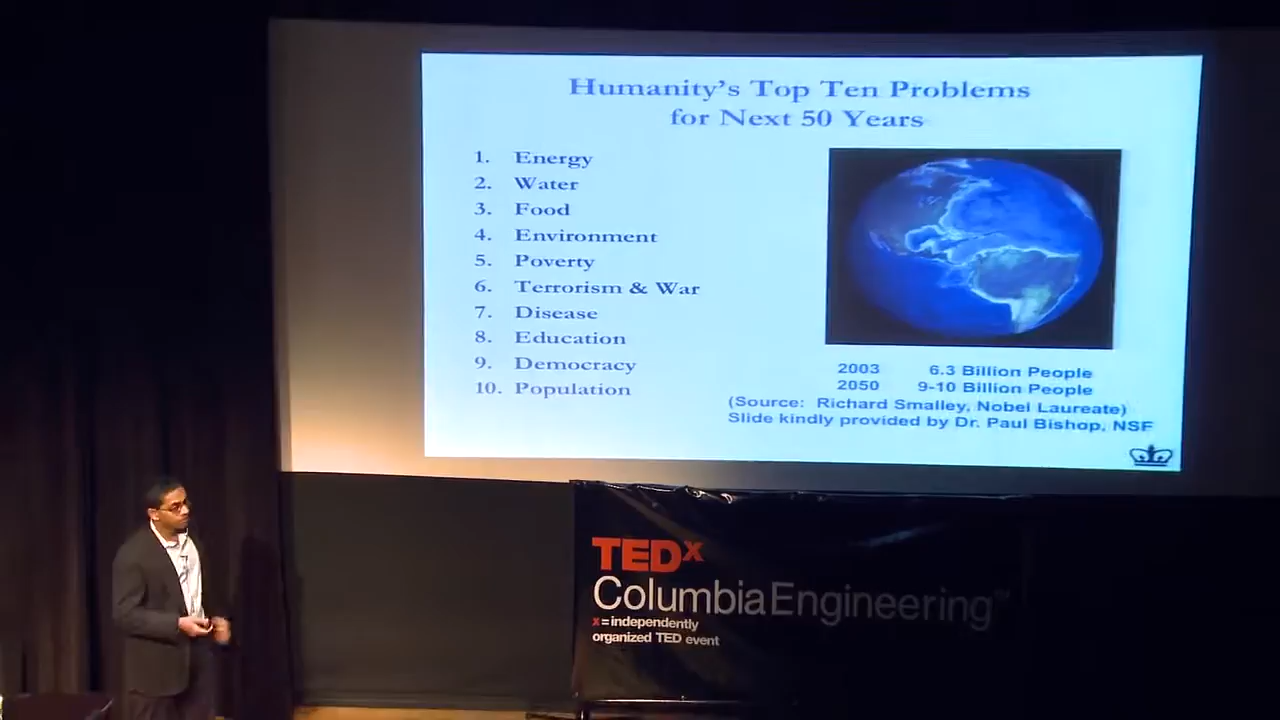 Humanity's Top Ten Problems
for Next 50 Years
1. Energy
2. Water
3. Food
4. Environment
5. Poverty
6. Terrorism & War
7. Disease
8. Education
9. Democracy
10. Population
2003 6.3 Billion People
2050 9-10 Billion People
(Source: Richard Smalley, Nobel Laureate)
Slide kindly provided by Dr. Paul Bishop, NSF
TEDx
ColumbiaEngineering™
x=independently
organized TED event